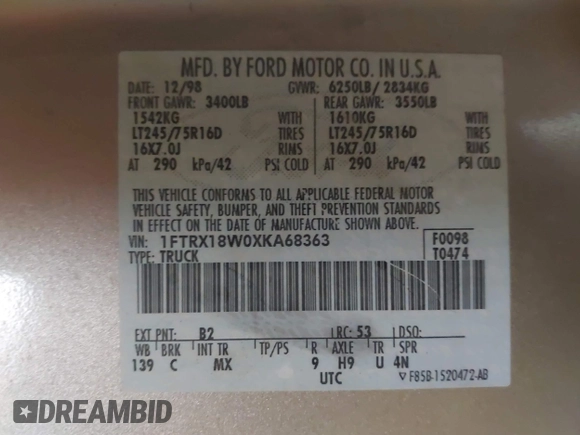 MFD. BY FORD MOTOR CO. IN U.S.A.
DATE: 12/98 GVWR: 6250LB/ 2834KG
FRONT GAWR: 3400LB REAR GAWR: 3550LB
1542KG WITH 1610KG WITH
LT245/75R16D TIRES LT245/75R16D TIRES
16X7.0J RIMS 16X7.0J RIMS
AT 290 kPa/42 PSI COLD AT 290 kPa/42 PSI COLD
THIS VEHICLE CONFORMS TO ALL APPLICABLE FEDERAL MOTOR
VEHICLE SAFETY, BUMPER, AND THEFT PREVENTION STANDARDS
IN EFFECT ON THE DATE OF MANUFACTURE SHOWN ABOVE.
VIN: 1FTRX18W0XKA68363 F0098
TYPE: TRUCK T0474
EXT PNT: B2 LRC: 53 DSO:
WB BRK INT TR TP/PS R AXLE TR SPR
139 C MX 9 H9 U 4N
UTC ▽ F85B-1520472-AB
DREAMBID